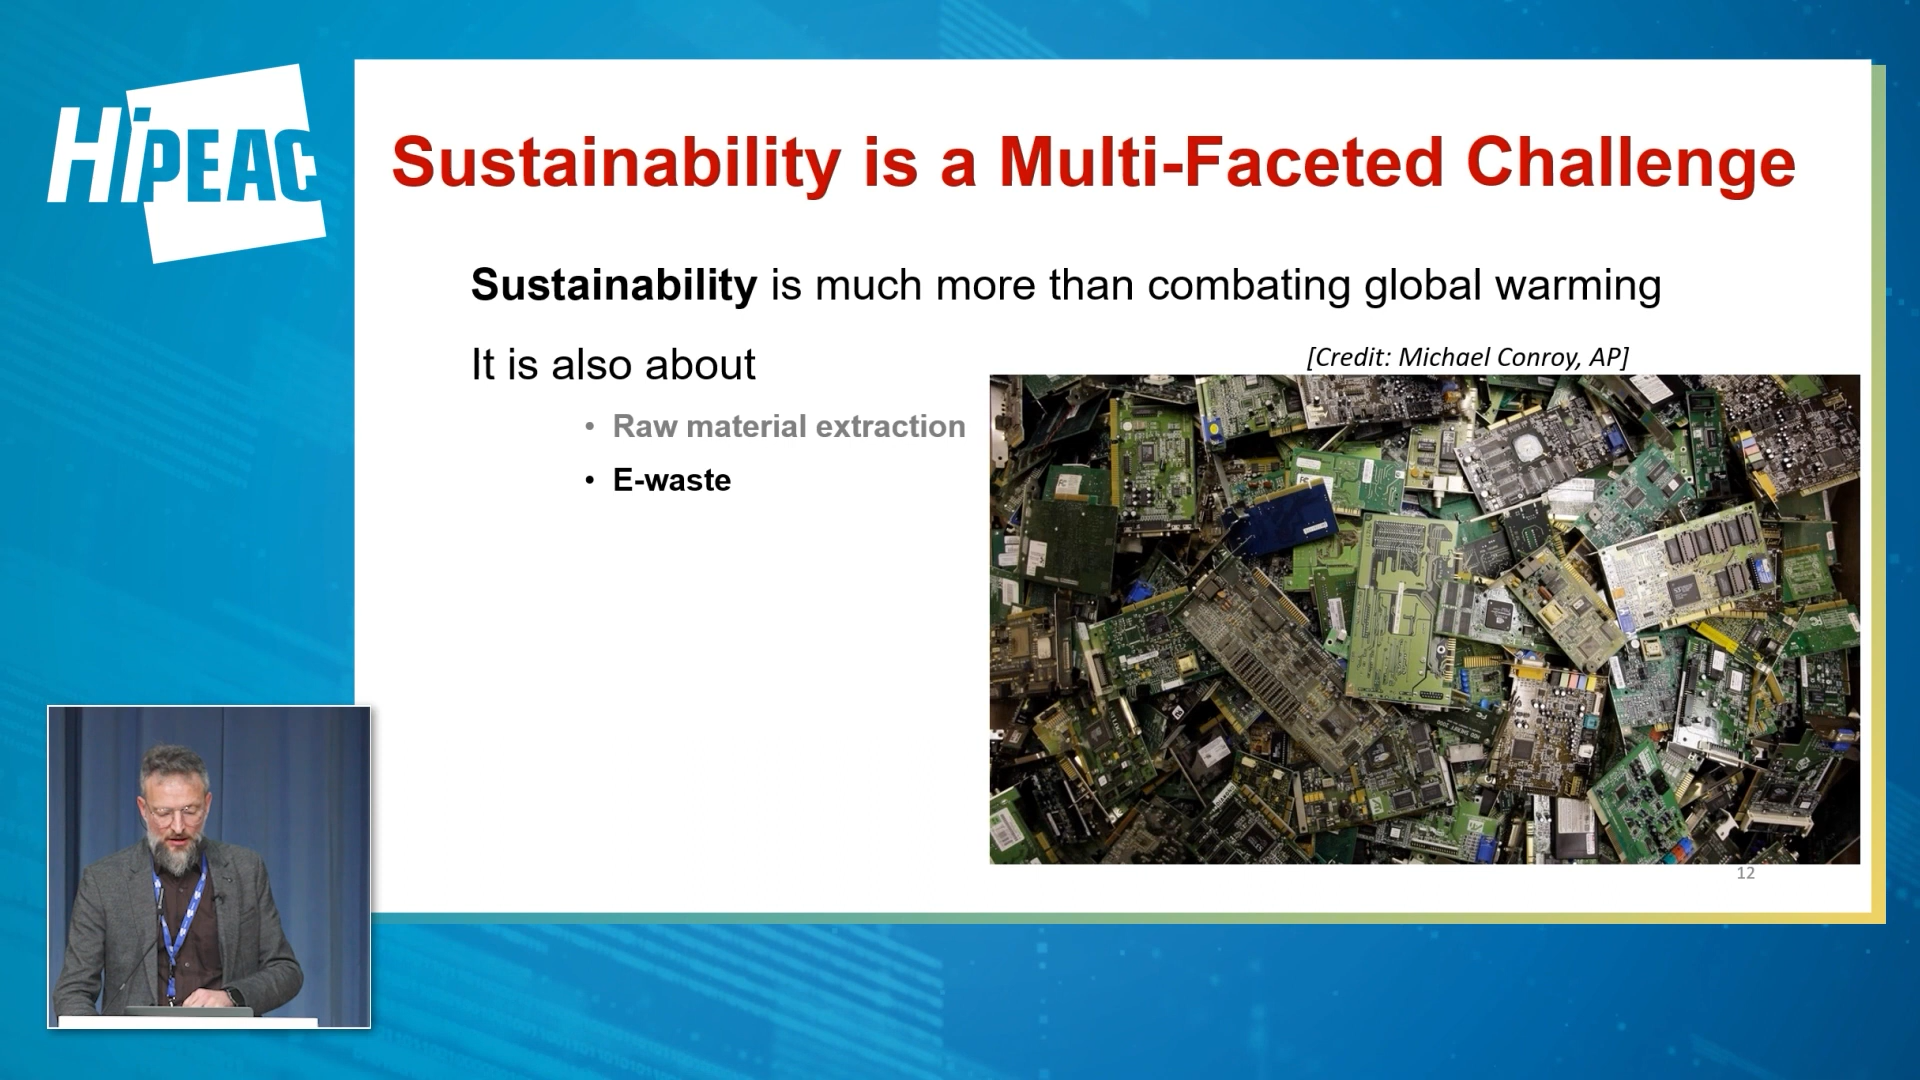 HiPEAC
Sustainability is a Multi-Faceted Challenge
Sustainability is much more than combating global warming
It is also about
[Credit: Michael Conroy, AP]
• Raw material extraction
• E-waste
12